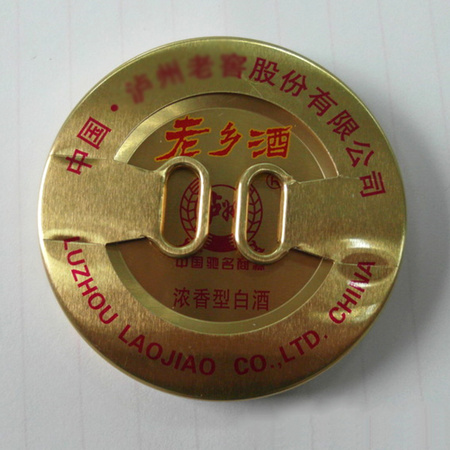 中国·泸州老窖股份有限公司
老乡酒
®
中国驰名商标
浓香型白酒
LUZHOU LAOJIAO CO.,LTD. CHINA